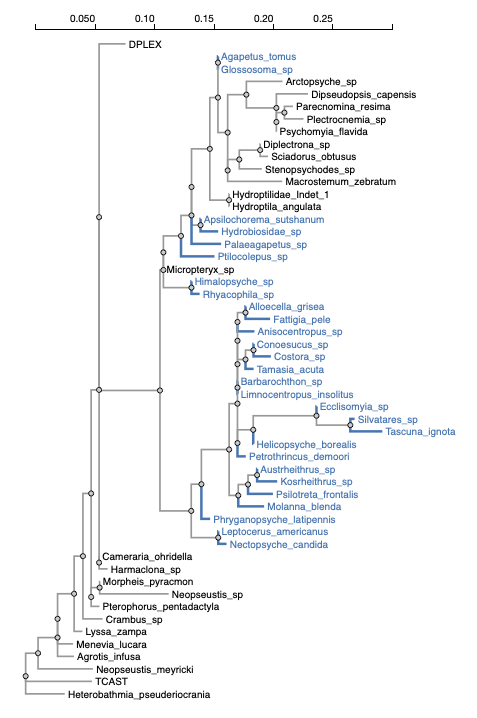 0.050 0.10 0.15 0.20 0.25
DPLEX
Agapetus_tomus
Glossosoma_sp
Arctopsyche_sp
Dipseudopsis_capensis
Parecnomina_resima
Plectrocnemia_sp
Psychomyia_flavida
Diplectrona_sp
Sciadorus_obtusus
Stenopsychodes_sp
Macrostemum_zebratum
Hydroptilidae_Indet_1
Hydroptila_angulata
Apsilochorema_sutshanum
Hydrobiosidae_sp
Palaeagapetus_sp
Ptilocolepus_sp
Micropteryx_sp
Himalopsyche_sp
Rhyacophila_sp
Alloecella_grisea
Fattigia_pele
Anisocentropus_sp
Conoesucus_sp
Costora_sp
Tamasia_acuta
Barbarochthon_sp
Limnocentropus_insolitus
Ecclisomyia_sp
Silvatares_sp
Tascuna_ignota
Helicopsyche_borealis
Petrothrincus_demoori
Austrheithrus_sp
Kosrheithrus_sp
Psilotreta_frontalis
Molanna_blenda
Phryganopsyche_latipennis
Leptocerus_americanus
Nectopsyche_candida
Cameraria_ohridella
Harmaclona_sp
Morpheis_pyracmon
Neopseustis_sp
Pterophorus_pentadactyla
Crambus_sp
Lyssa_zampa
Menevia_lucara
Agrotis_infusa
Neopseustis_meyricki
TCAST
Heterobathmia_pseuderiocrania